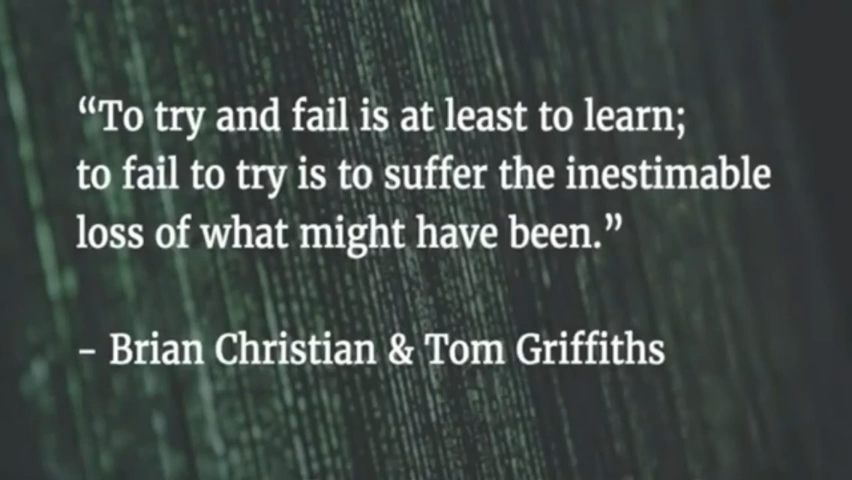 “To try and fail is at least to learn;
to fail to try is to suffer the inestimable
loss of what might have been.”
– Brian Christian & Tom Griffiths